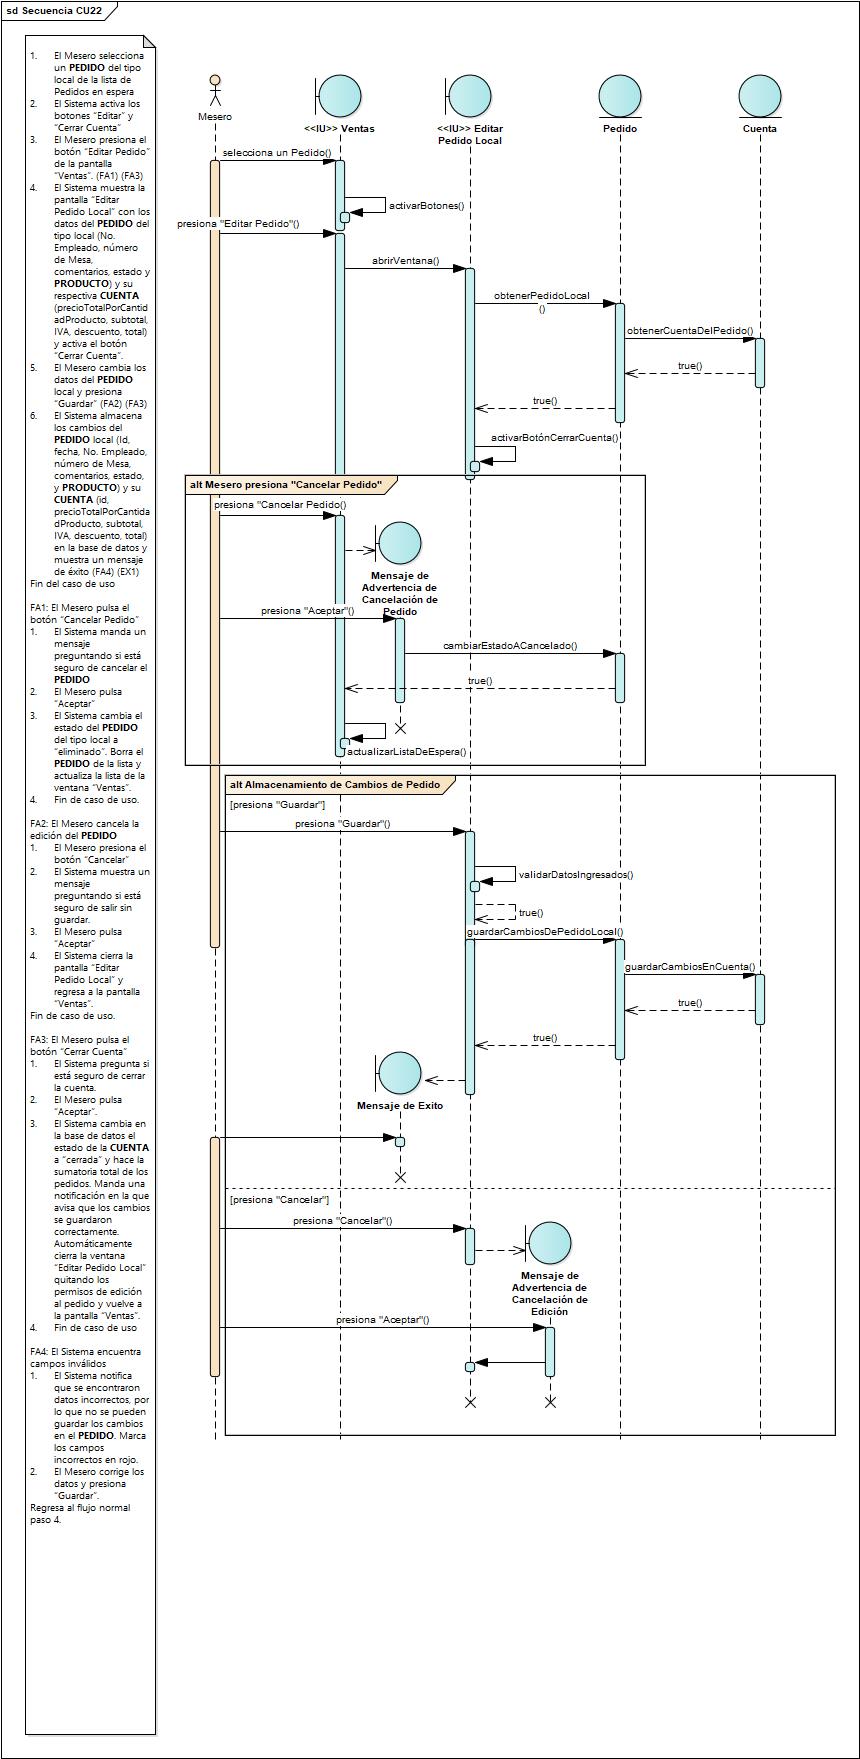 sd Secuencia CU22
1. El Mesero selecciona
un PEDIDO del tipo
local de la lista de
Pedidos en espera
2. El Sistema activa los
botones "Editar" y
"Cerrar Cuenta"
3. El Mesero presiona el
botón "Editar Pedido"
de la pantalla
"Ventas". (FA1) (FA3)
4. El Sistema muestra la
pantalla "Editar
Pedido Local" con los
datos del PEDIDO del
tipo local (No.
Empleado, número
de Mesa,
comentarios, estado y
PRODUCTO) y su
respectiva CUENTA
(precioTotalPorCantid
adProducto, subtotal,
IVA, descuento, total)
y activa el botón
"Cerrar Cuenta".
5. El Mesero cambia los
datos del PEDIDO
local y presiona
"Guardar" (FA2) (FA3)
6. El Sistema almacena
los cambios del
PEDIDO local (Id,
fecha, No. Empleado,
número de Mesa,
comentarios, estado,
y PRODUCTO) y su
CUENTA (id,
precioTotalPorCantida
dProducto, subtotal,
IVA, descuento, total)
en la base de datos y
muestra un mensaje
de éxito (FA4) (EX1)
Fin del caso de uso
FA1: El Mesero pulsa el
botón "Cancelar Pedido"
1. El Sistema manda un
mensaje
preguntando si está
seguro de cancelar el
PEDIDO
2. El Mesero pulsa
"Aceptar"
3. El Sistema cambia el
estado del PEDIDO
del tipo local a
"eliminado". Borra el
PEDIDO de la lista y
actualiza la lista de la
ventana "Ventas".
4. Fin de caso de uso.
FA2: El Mesero cancela la
edición del PEDIDO
1. El Mesero presiona el
botón "Cancelar"
2. El Sistema muestra un
mensaje
preguntando si está
seguro de salir sin
guardar.
3. El Mesero pulsa
"Aceptar"
4. El Sistema cierra la
pantalla "Editar
Pedido Local" y
regresa a la pantalla
"Ventas".
Fin de caso de uso.
FA3: El Mesero pulsa el
botón "Cerrar Cuenta"
1. El Sistema pregunta si
está seguro de cerrar
la cuenta.
2. El Mesero pulsa
"Aceptar".
3. El Sistema cambia en
la base de datos el
estado de la CUENTA
a "cerrada" y hace la
sumatoria total de los
pedidos. Manda una
notificación en la que
avisa que los cambios
se guardaron
correctamente.
Automáticamente
cierra la ventana
"Editar Pedido Local"
quitando los
permisos de edición
al pedido y vuelve a
la pantalla "Ventas".
4. Fin de caso de uso
FA4: El Sistema encuentra
campos inválidos
1. El Sistema notifica
que se encontraron
datos incorrectos, por
lo que no se pueden
guardar los cambios
en el PEDIDO. Marca
los campos
incorrectos en rojo.
2. El Mesero corrige los
datos y presiona
"Guardar".
Regresa al flujo normal
paso 4.
Mesero
<<IU>> Ventas
<<IU>> Editar
Pedido Local
Pedido
Cuenta
selecciona un Pedido()
activarBotones()
presiona "Editar Pedido"()
abrirVentana()
obtenerPedidoLocal
()
obtenerCuentaDelPedido()
true()
true()
activarBotónCerrarCuenta()
alt Mesero presiona "Cancelar Pedido"
presiona "Cancelar Pedido()
Mensaje de
Advertencia de
Cancelación de
Pedido
presiona "Aceptar"()
cambiarEstadoACancelado()
true()
actualizarListaDeEspera()
alt Almacenamiento de Cambios de Pedido
[presiona "Guardar"]
presiona "Guardar"()
validarDatosIngresados()
true()
guardarCambiosDePedidoLocal()
guardarCambiosEnCuenta()
true()
true()
Mensaje de Exito
[presiona "Cancelar"]
presiona "Cancelar"()
Mensaje de
Advertencia de
Cancelación de
Edición
presiona "Aceptar"()